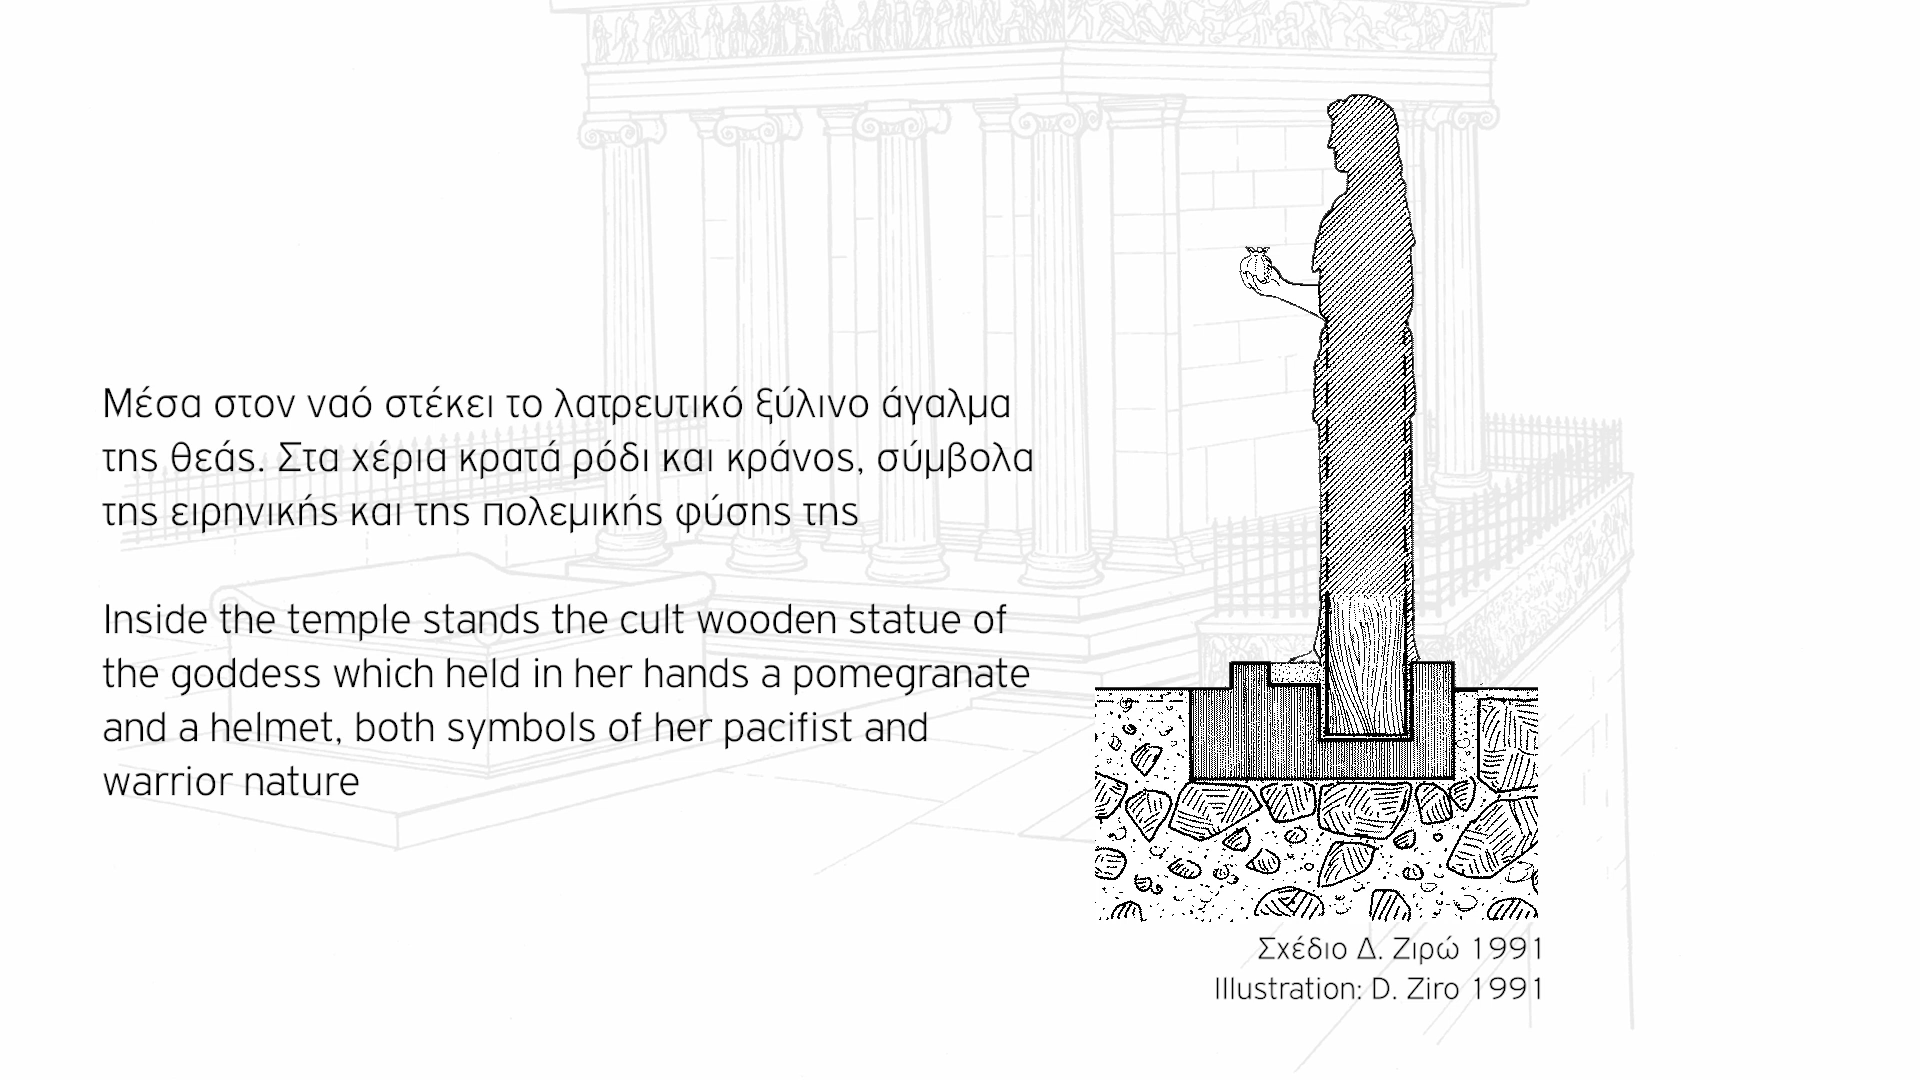 Μέσα στον ναό στέκει το λατρευτικό ξύλινο άγαλμα
της θεάς. Στα χέρια κρατά ρόδι και κράνος, σύμβολα
της ειρηνικής και της πολεμικής φύσης της
Inside the temple stands the cult wooden statue of
the goddess which held in her hands a pomegranate
and a helmet, both symbols of her pacifist and
warrior nature
Σχέδιο Δ. Ζιρώ 1991
Illustration: D. Ziro 1991